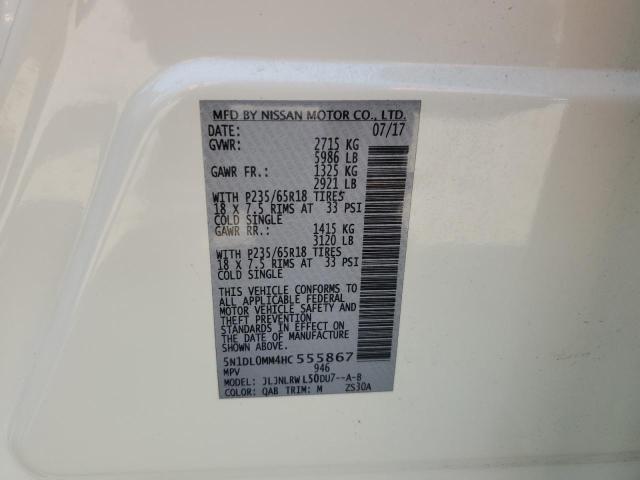 MFD BY NISSAN MOTOR CO., LTD.
DATE: 07/17
GVWR: 2715 KG
5986 LB
GAWR FR.: 1325 KG
2921 LB
WITH P235/65R18 TIRES
18 X 7.5 RIMS AT 33 PSI
COLD SINGLE
GAWR RR.: 1415 KG
3120 LB
WITH P235/65R18 TIRES
18 X 7.5 RIMS AT 33 PSI
COLD SINGLE
THIS VEHICLE CONFORMS TO
ALL APPLICABLE FEDERAL
MOTOR VEHICLE SAFETY AND
THEFT PREVENTION
STANDARDS IN EFFECT ON
THE DATE OF MANUFACTURE
SHOWN ABOVE.
5N1DL0MM4HC 555867
MPV 946
MODEL: JLJNLRW L50DU7--A-B
COLOR: QAB TRIM: M ZS30A